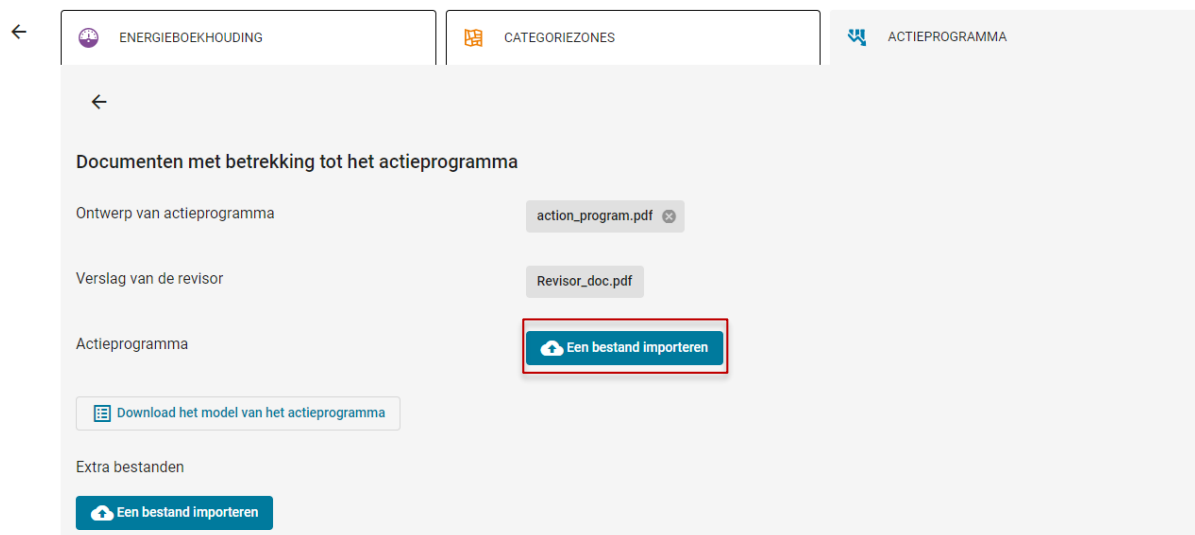 ENERGIEBOEKHOUDING
CATEGORIEZONES
ACTIEPROGRAMMA
Documenten met betrekking tot het actieprogramma
Ontwerp van actieprogramma
action_program.pdf
Verslag van de revisor
Revisor_doc.pdf
Actieprogramma
Een bestand importeren
Download het model van het actieprogramma
Extra bestanden
Een bestand importeren